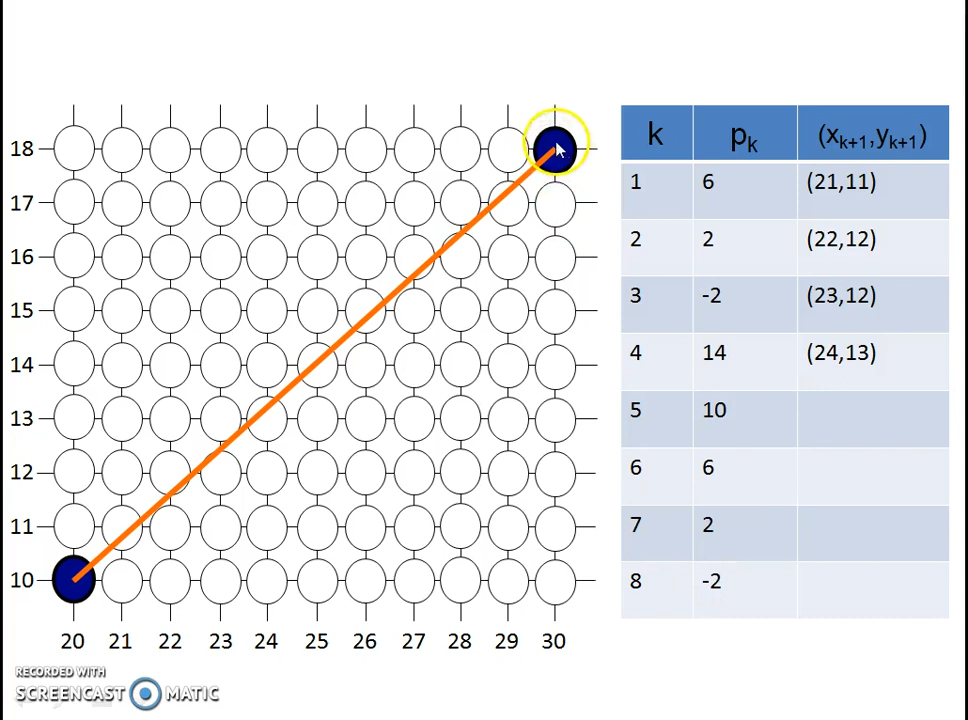 18
17
16
15
14
13
12
11
10
20 21 22 23 24 25 26 27 28 29 30
k pk (xk+1,yk+1)
1 6 (21,11)
2 2 (22,12)
3 -2 (23,12)
4 14 (24,13)
5 10
6 6
7 2
8 -2
RECORDED WITH
SCREENCAST MATIC